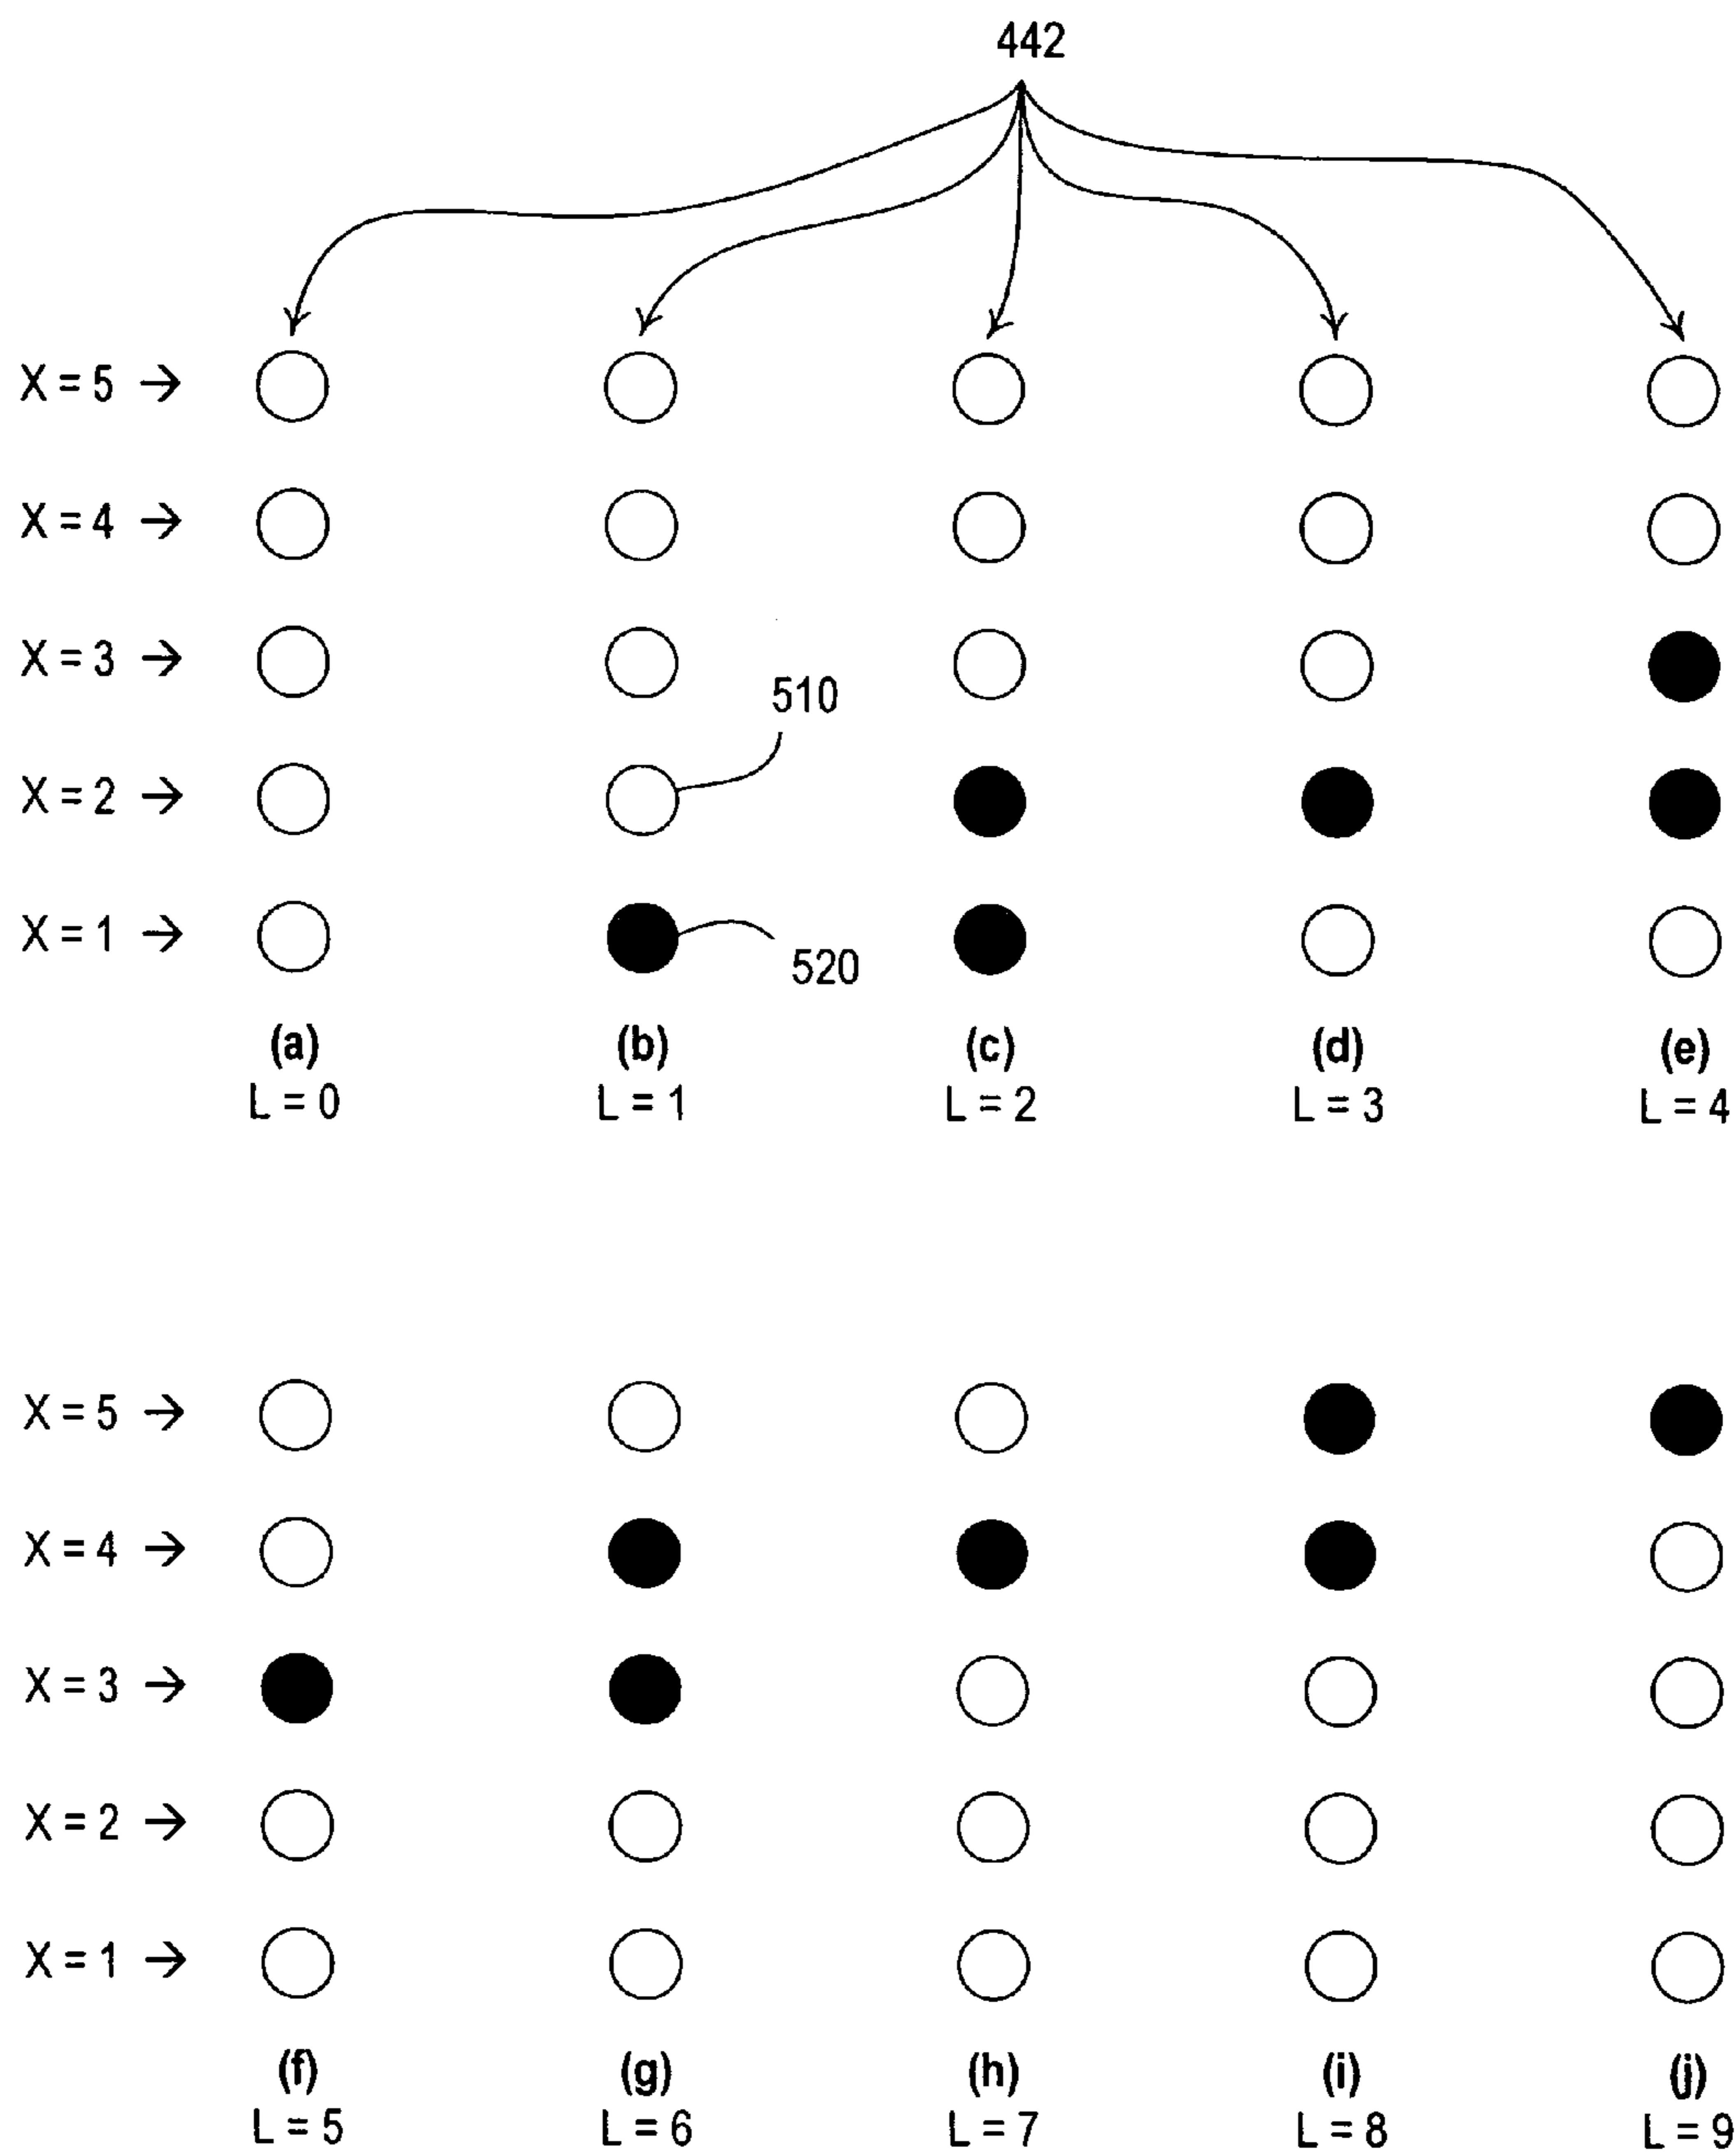 442
X = 5 →
X = 4 →
X = 3 →
510
X = 2 →
X = 1 →
520
(a) (b) (c) (d) (e)
L = 0 L = 1 L = 2 L = 3 L = 4
X = 5 →
X = 4 →
X = 3 →
X = 2 →
X = 1 →
(f) (g) (h) (i) (j)
L = 5 L = 6 L = 7 L = 8 L = 9